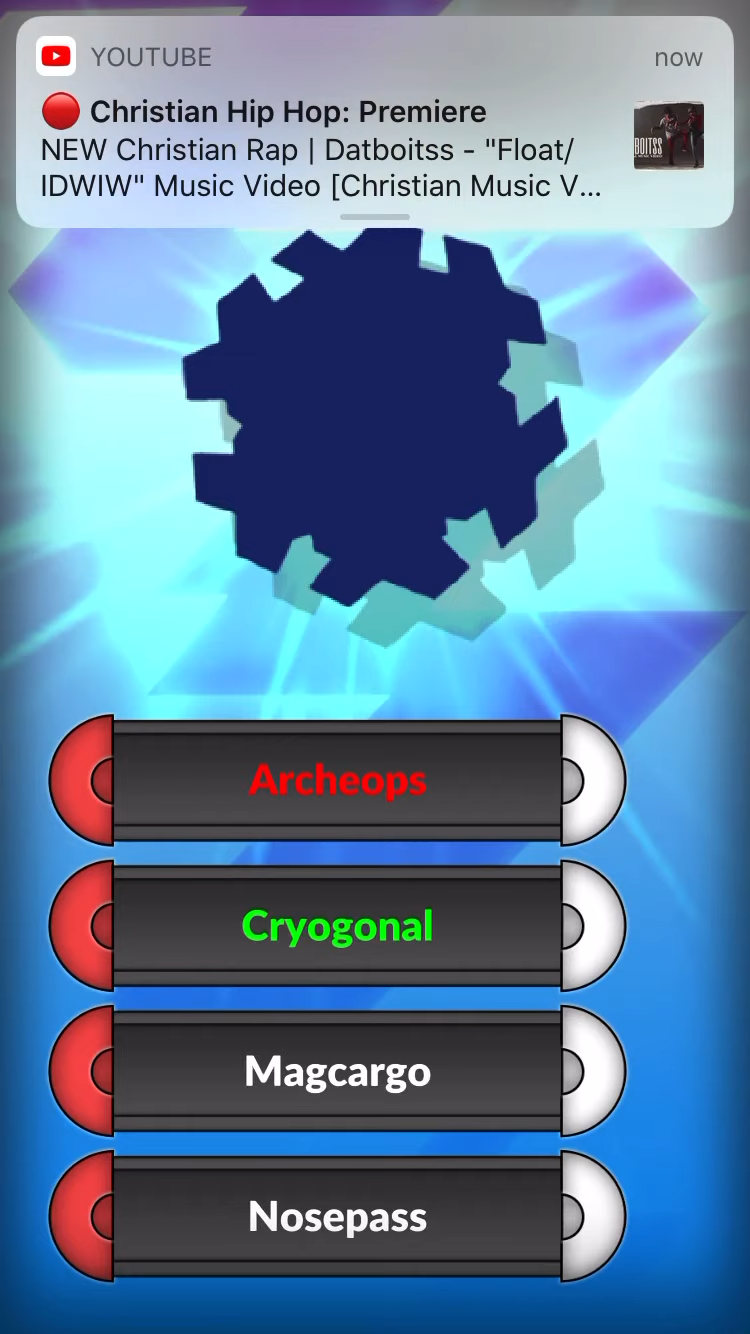 YOUTUBE now
🔴 Christian Hip Hop: Premiere
NEW Christian Rap | Datboitss - "Float/
IDWIW" Music Video [Christian Music V...
BOITSS
Archeops
Cryogonal
Magcargo
Nosepass